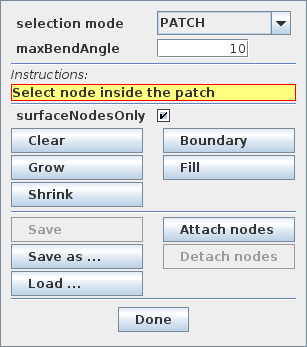 selection mode PATCH
maxBendAngle 10
Instructions:
Select node inside the patch
surfaceNodesOnly
Clear Boundary
Grow Fill
Shrink
Save Attach nodes
Save as ... Detach nodes
Load ...
Done